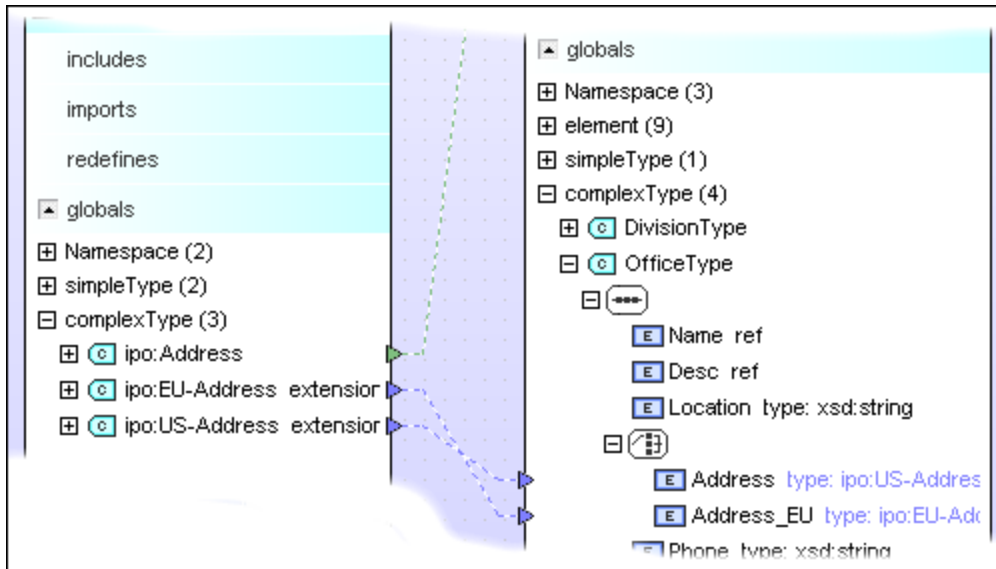 includes
imports
redefines
globals
Namespace (2)
simpleType (2)
complexType (3)
C ipo:Address
C ipo:EU-Address extension
C ipo:US-Address extension
globals
Namespace (3)
element (9)
simpleType (1)
complexType (4)
C DivisionType
C OfficeType
E Name ref
E Desc ref
E Location type: xsd:string
E Address type: ipo:US-Addres
E Address_EU type: ipo:EU-Add
E Phone type: xsd:string